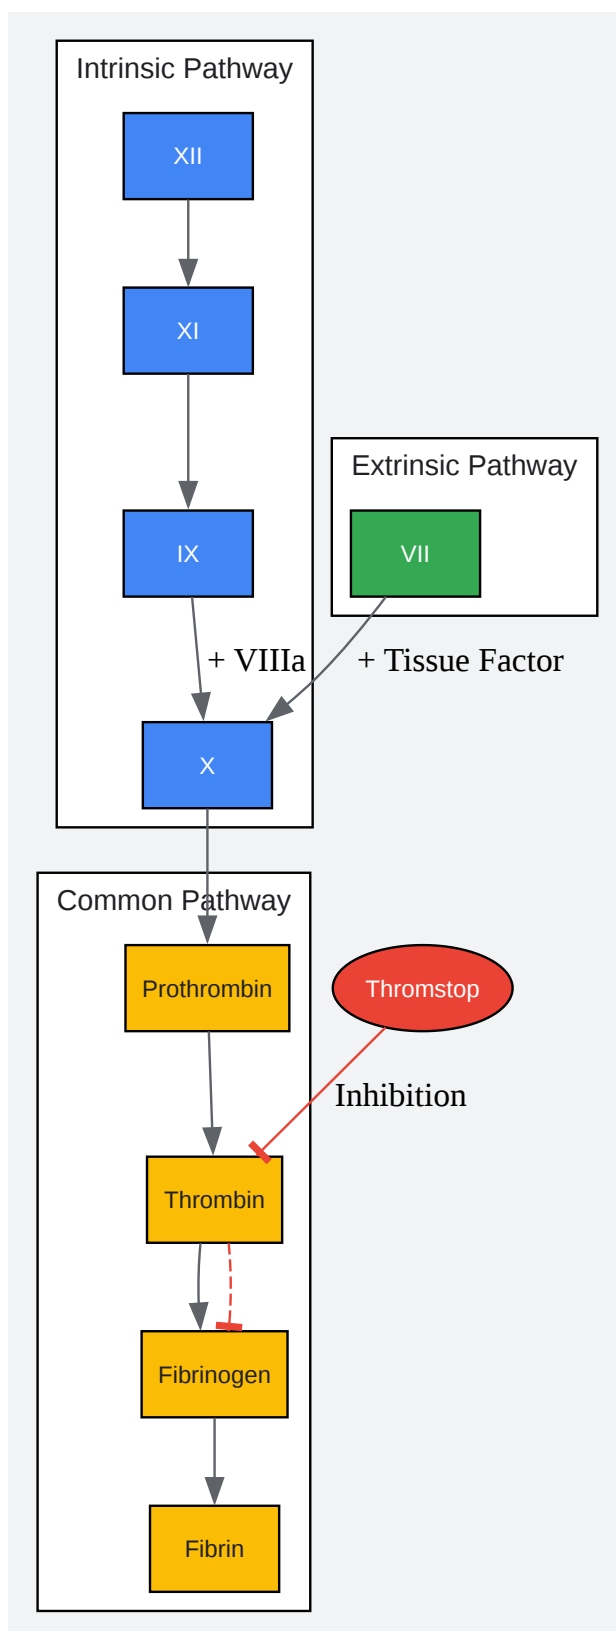 Intrinsic Pathway
XII
XI
Extrinsic Pathway
IX
VII
+ VIIIa
+ Tissue Factor
X
Common Pathway
Prothrombin
Thromstop
Inhibition
Thrombin
Fibrinogen
Fibrin